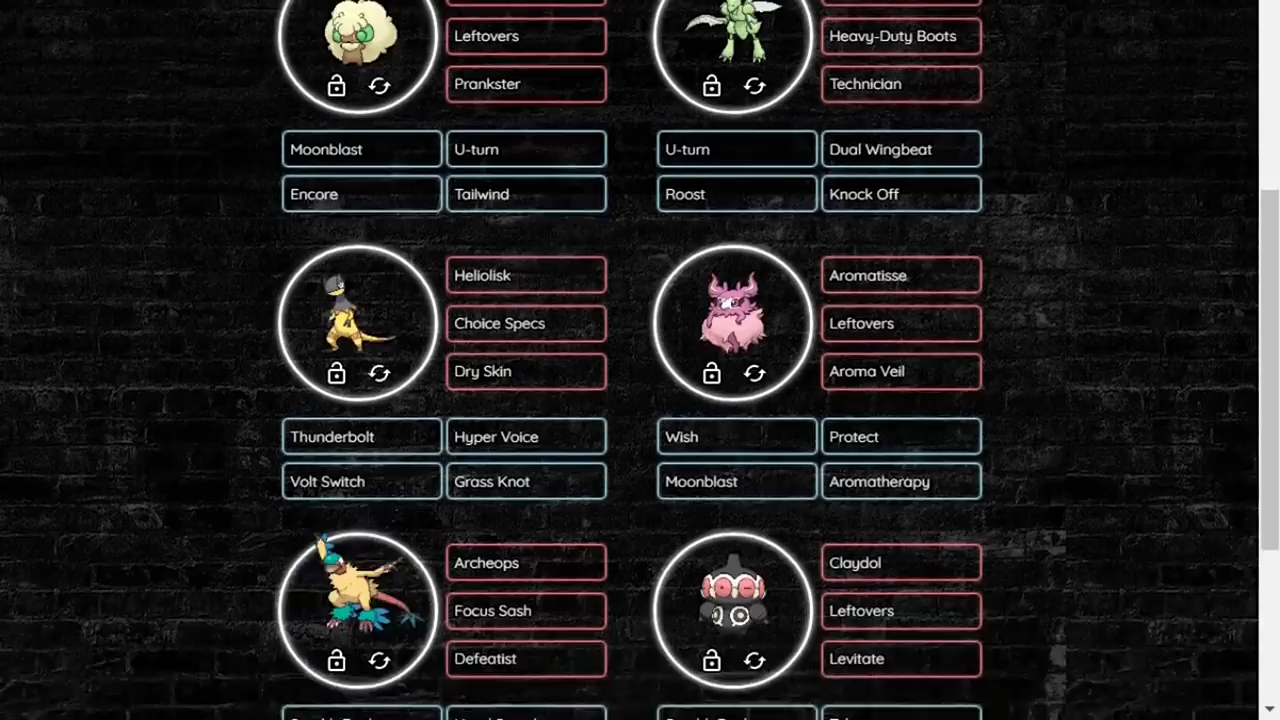 Leftovers
Prankster
Moonblast
U-turn
Encore
Tailwind
Heavy-Duty Boots
Technician
U-turn
Dual Wingbeat
Roost
Knock Off
Heliolisk
Choice Specs
Dry Skin
Thunderbolt
Hyper Voice
Volt Switch
Grass Knot
Aromatisse
Leftovers
Aroma Veil
Wish
Protect
Moonblast
Aromatherapy
Archeops
Focus Sash
Defeatist
Claydol
Leftovers
Levitate